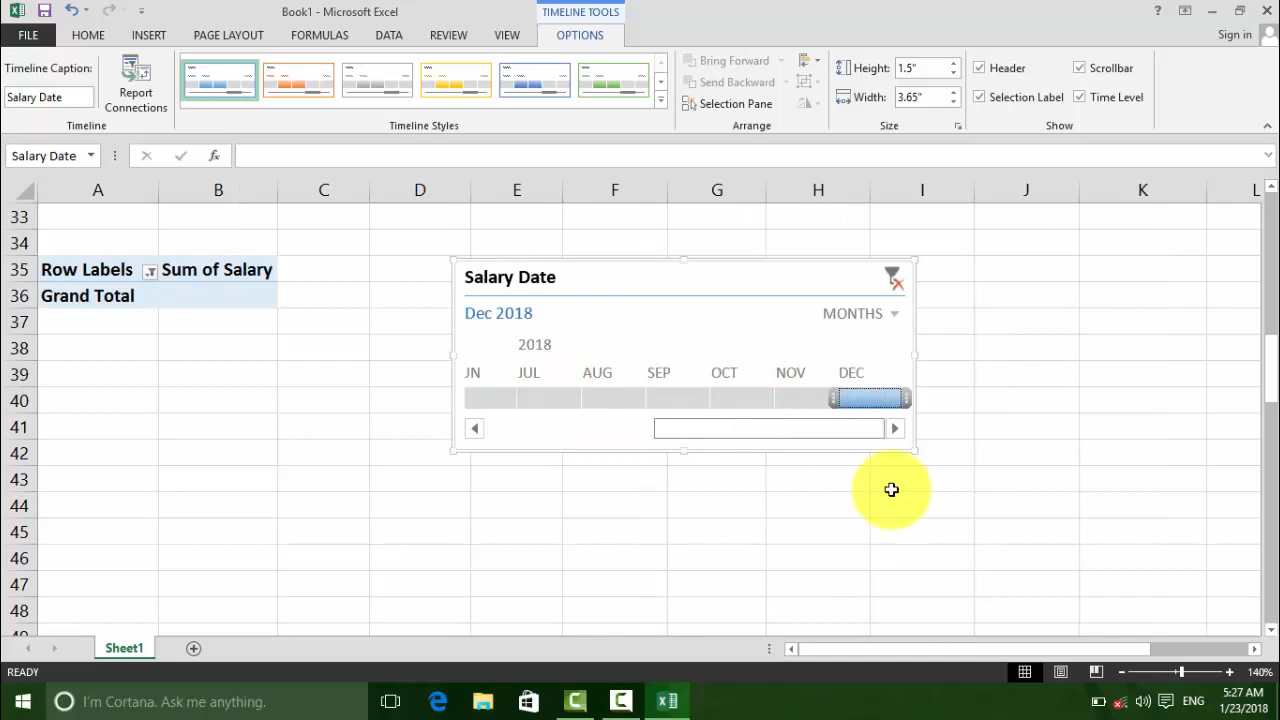 Book1 - Microsoft Excel
TIMELINE TOOLS
?
FILE HOME INSERT PAGE LAYOUT FORMULAS DATA REVIEW VIEW OPTIONS Sign in
Timeline Caption:
Salary Date
Report
Connections
Timeline
Timeline Styles
Bring Forward
Send Backward
Selection Pane
Arrange
Height: 1.5"
Width: 3.65"
Size
Header
Scrollbar
Selection Label
Time Level
Show
Salary Date
fx
A B C D E F G H I J K L
33
34
35 Row Labels Sum of Salary
36 Grand Total
37
38
39
40
41
42
43
44
45
46
47
48
49
Salary Date
Dec 2018 MONTHS
2018
JN JUL AUG SEP OCT NOV DEC
Sheet1
READY
140%
I'm Cortana. Ask me anything.
ENG
5:27 AM
1/23/2018